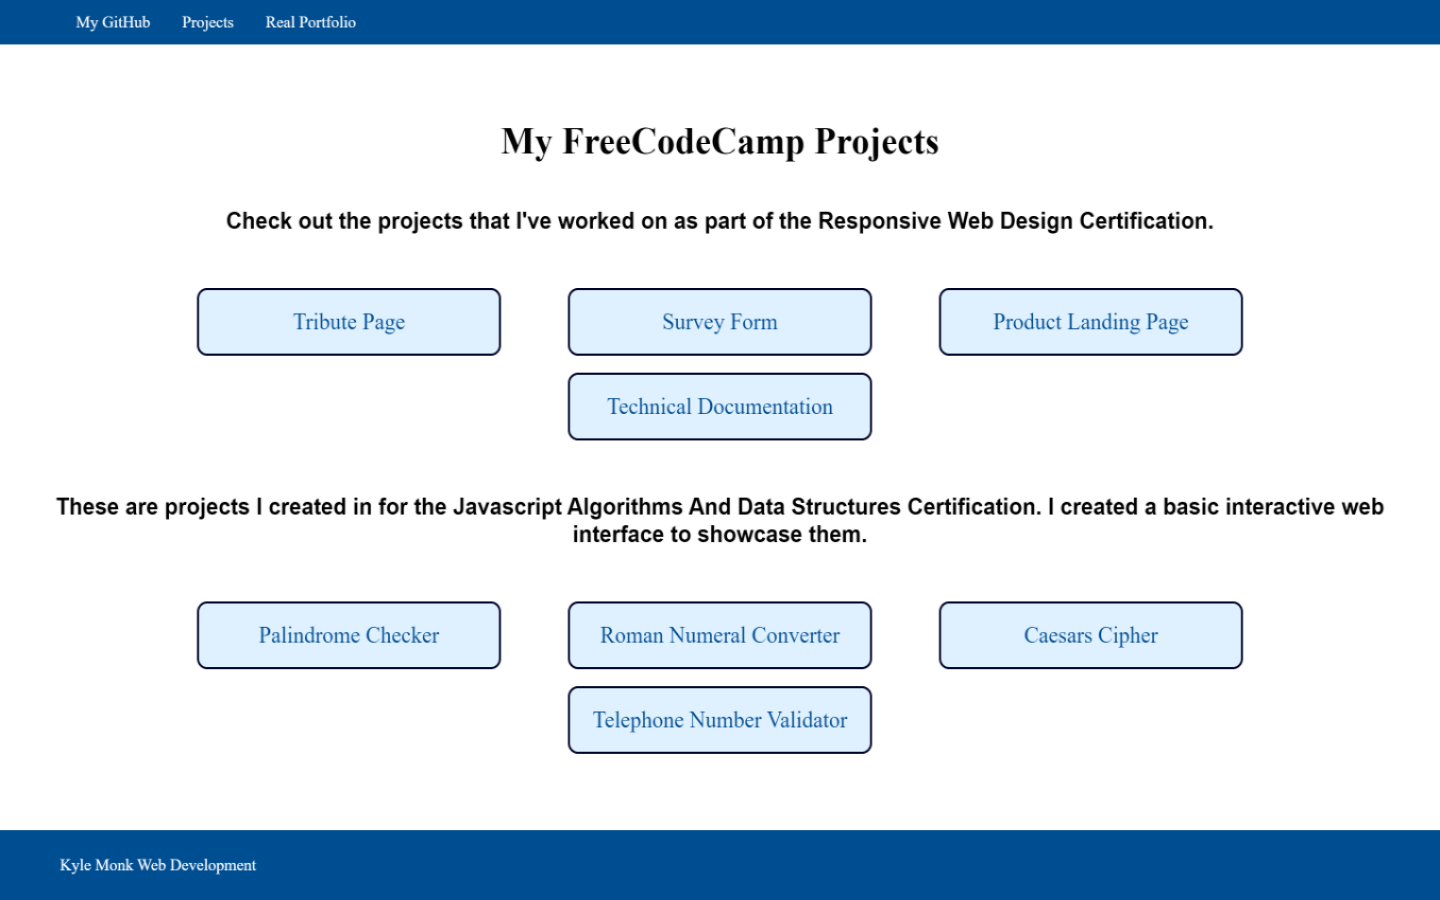 My GitHub Projects Real Portfolio
My FreeCodeCamp Projects
Check out the projects that I've worked on as part of the Responsive Web Design Certification.
Tribute Page Survey Form Product Landing Page
Technical Documentation
These are projects I created in for the Javascript Algorithms And Data Structures Certification. I created a basic interactive web
interface to showcase them.
Palindrome Checker Roman Numeral Converter Caesars Cipher
Telephone Number Validator
Kyle Monk Web Development